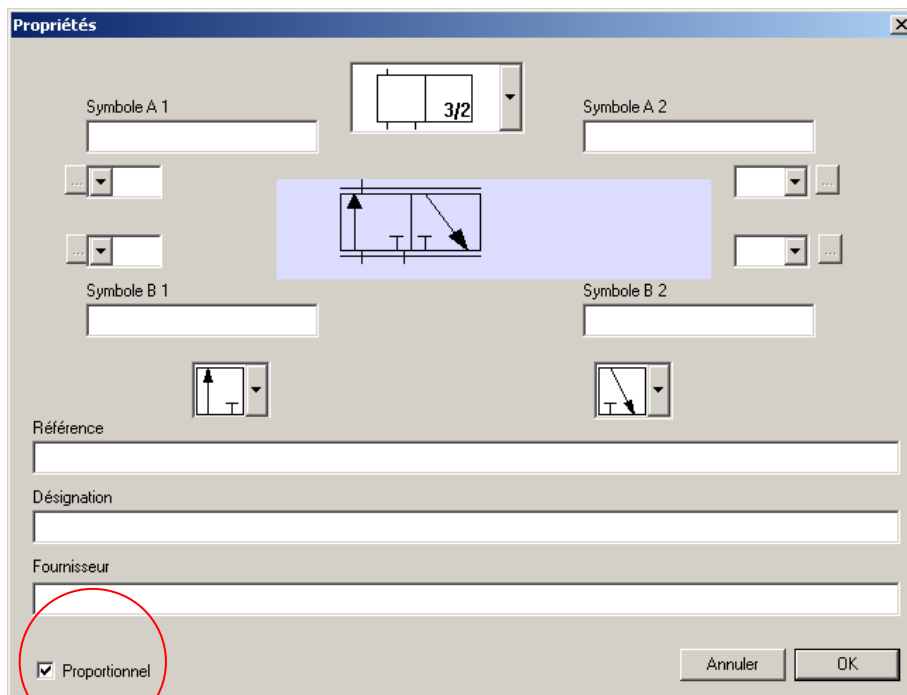 Propriétés
3/2
Symbole A 1
Symbole A 2
...
...
...
...
Symbole B 1
Symbole B 2
Référence
Désignation
Fournisseur
Proportionnel
Annuler
OK